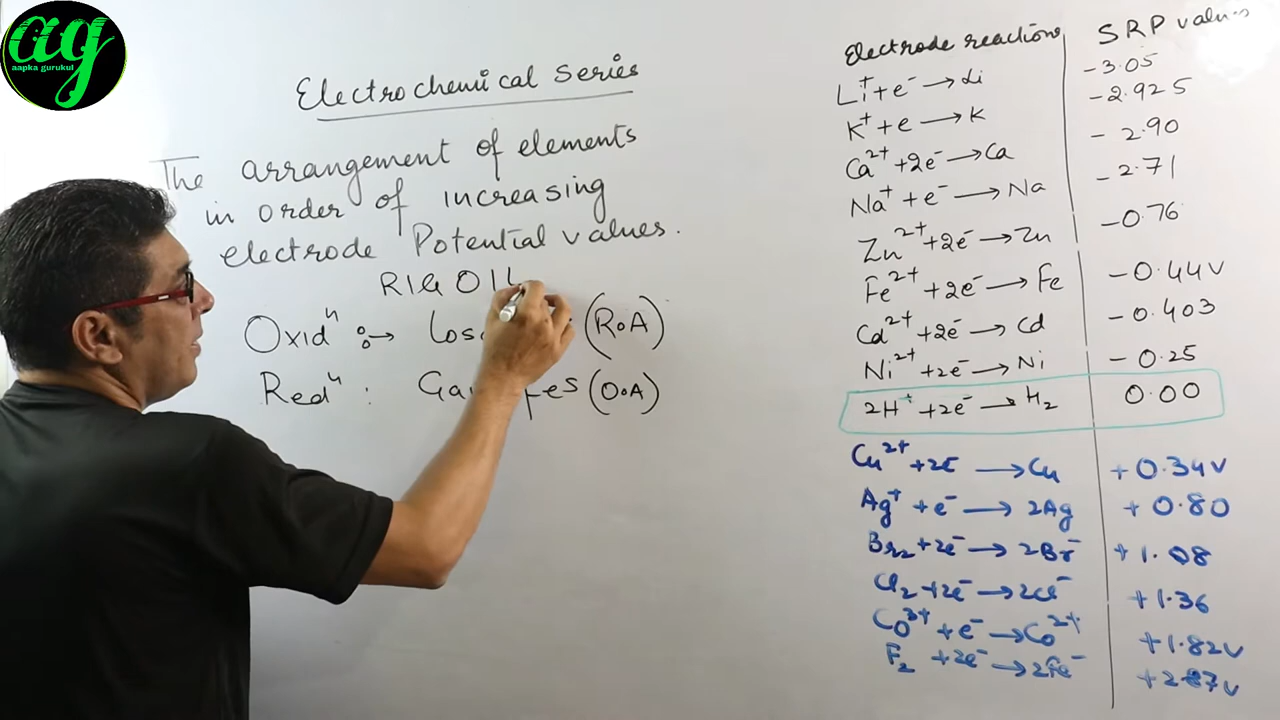 ag
aapka gurukul
Electrochemical Series
The arrangement of elements
in order of increasing
electrode Potential values.
RIG OIL
Oxidⁿ : → (RoA)
Redⁿ : (OoA)
Electrode reactions SRP values
Li⁺ + e⁻ → Li -3.05
K⁺ + e → K -2.925
Ca²⁺ + 2e⁻ → Ca -2.90
Na⁺ + e⁻ → Na -2.71
Zn²⁺ + 2e⁻ → Zn -0.76
Fe²⁺ + 2e⁻ → Fe -0.44V
Cd²⁺ + 2e⁻ → Cd -0.403
Ni²⁺ + 2e⁻ → Ni -0.25
2H⁺ + 2e⁻ → H₂ 0.00
Cu²⁺ + 2e → Cu +0.34V
Ag⁺ + e⁻ → 2Ag +0.80
Br₂ + 2e⁻ → 2Br⁻ +1.08
Cl₂ + 2e⁻ → 2Cl⁻ +1.36
CO³⁺ + e⁻ → Co²⁺ +1.82V
F₂ + 2e⁻ → 2Fe⁻ +2.87V